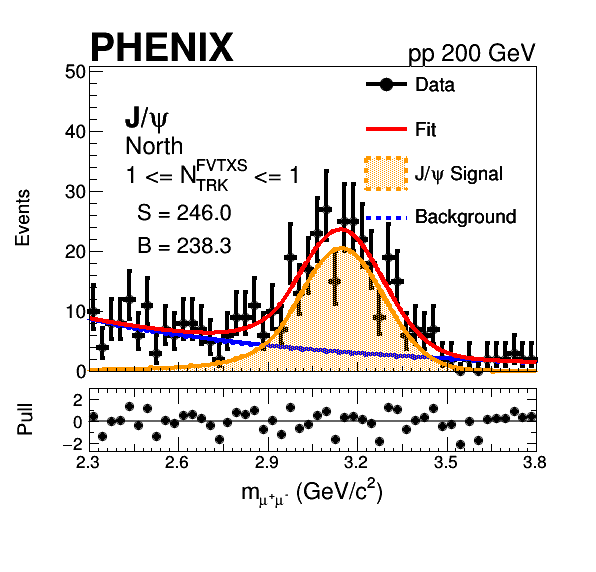 PHENIX pp 200 GeV
50
40
30
20
10
0
Events
J/ψ
North
1 <= N_TRK^FVTXS <= 1
S = 246.0
B = 238.3
Data
Fit
J/ψ Signal
Background
2
0
−2
Pull
2.3 2.6 2.9 3.2 3.5 3.8
m_μ⁺μ⁻ (GeV/c²)